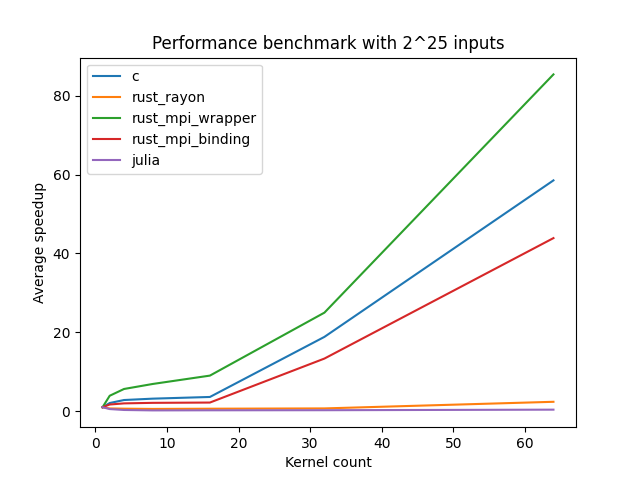 Performance benchmark with 2^25 inputs
c
rust_rayon
rust_mpi_wrapper
rust_mpi_binding
julia
Average speedup
80
60
40
20
0
0 10 20 30 40 50 60
Kernel count